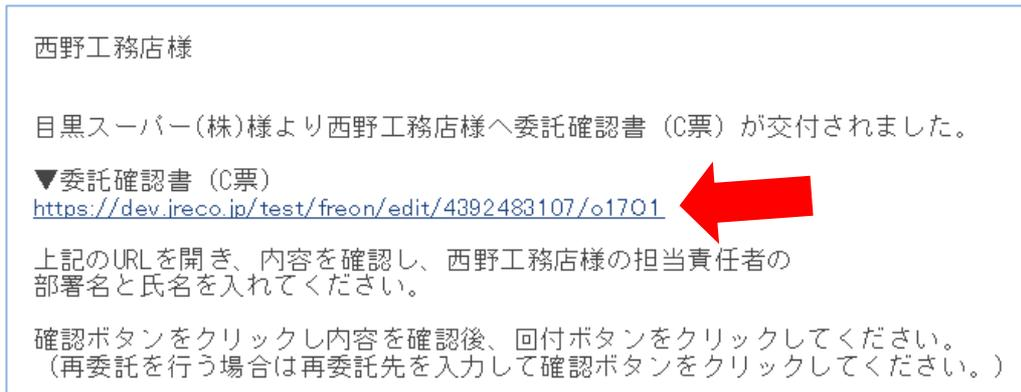 西野工務店様
目黒スーパー(株)様より西野工務店様へ委託確認書(C票)が交付されました。
▼委託確認書(C票)
https://dev.jreco.jp/test/freon/edit/4392483107/o17O1
上記のURLを開き、内容を確認し、西野工務店様の担当責任者の
部署名と氏名を入れてください。
確認ボタンをクリックし内容を確認後、回付ボタンをクリックしてください。
(再委託を行う場合は再委託先を入力して確認ボタンをクリックしてください。)